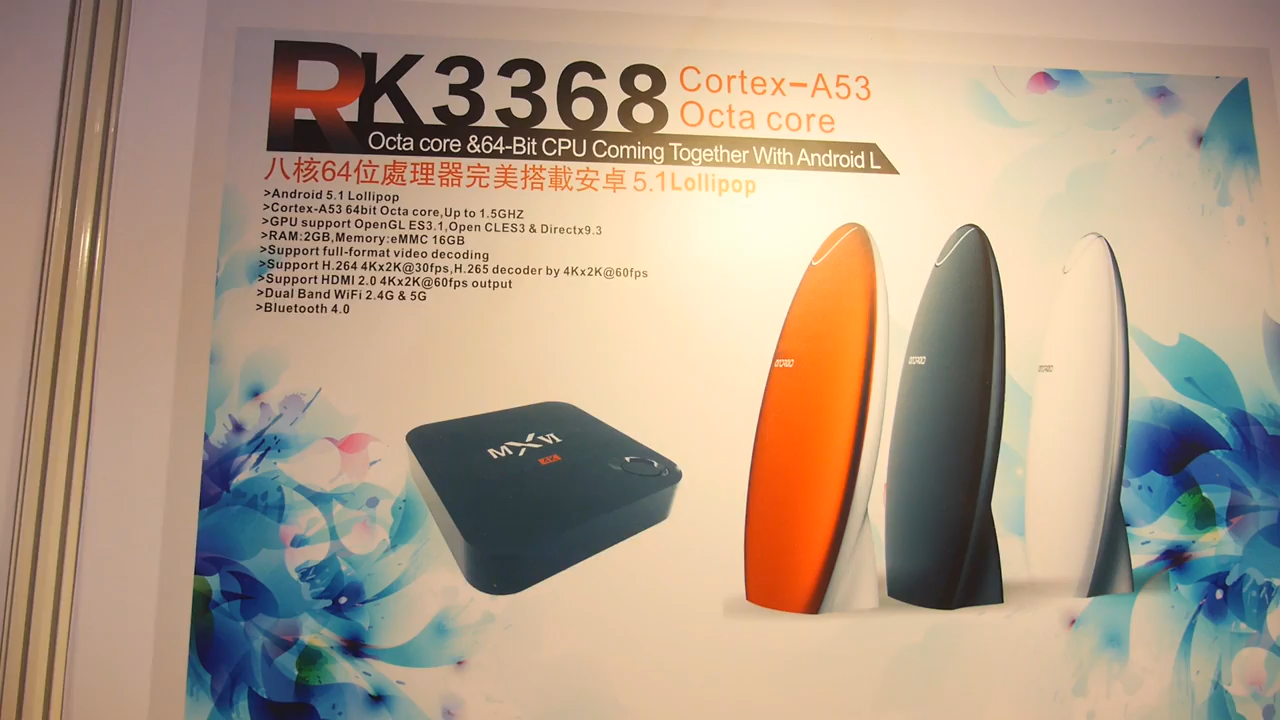 RK3368
Cortex-A53
Octa core
Octa core &64-Bit CPU Coming Together With Android L
八核64位處理器完美搭載安卓5.1Lollipop
>Android 5.1 Lollipop
>Cortex-A53 64bit Octa core,Up to 1.5GHZ
>GPU support OpenGL ES3.1,Open CLES3 & Directx9.3
>RAM:2GB,Memory:eMMC 16GB
>Support full-format video decoding
>Support H.264 4Kx2K@30fps,H.265 decoder by 4Kx2K@60fps
>Support HDMI 2.0 4Kx2K@60fps output
>Dual Band WiFi 2.4G & 5G
>Bluetooth 4.0
MXVI
4K
ANDROID
ANDROID
ANDROID